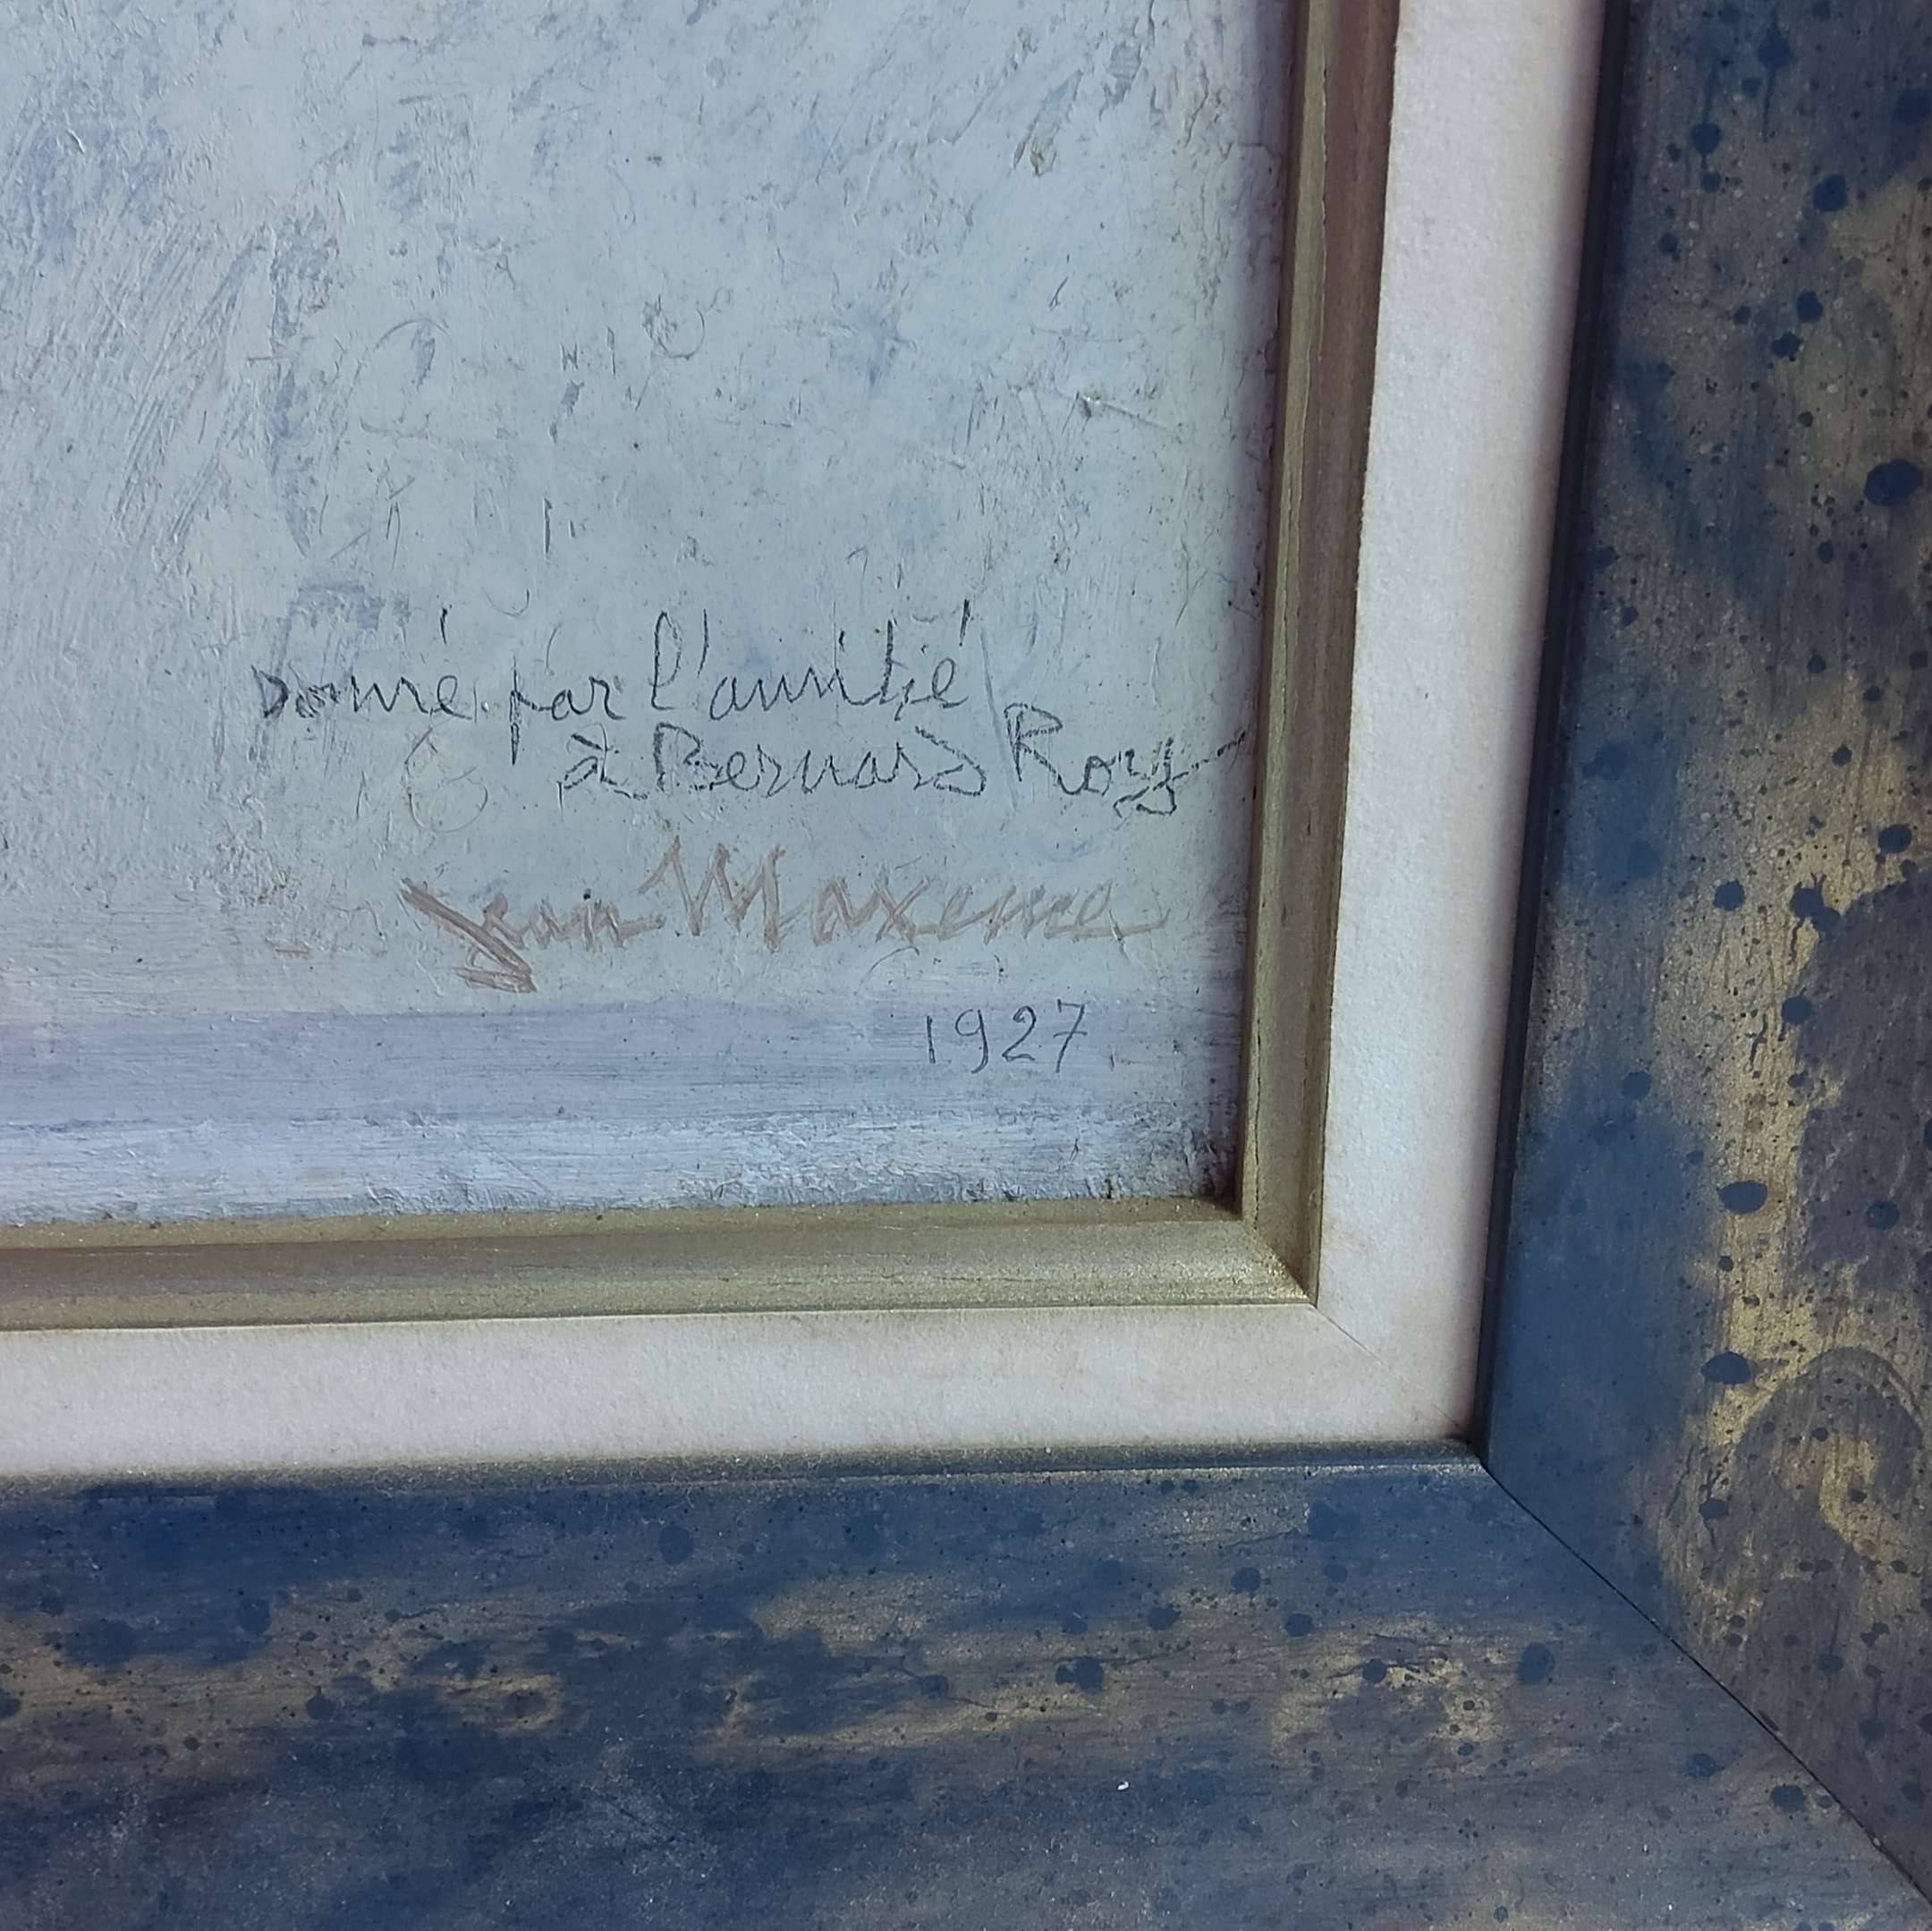 donné par l'amitié
à Bernard Roy
Jean Maxence
1927